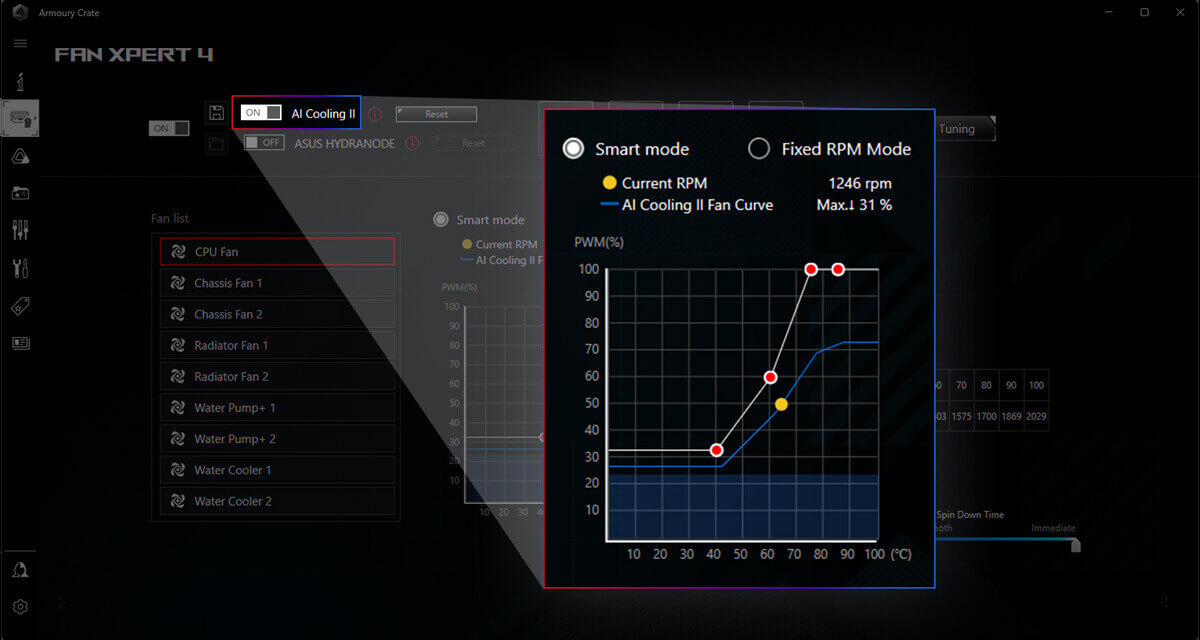 Armoury Crate
FAN XPERT 4
ON
ON AI Cooling II
Reset
OFF ASUS HYDRANODE
Reset
Tuning
Fan list
CPU Fan
Chassis Fan 1
Chassis Fan 2
Radiator Fan 1
Radiator Fan 2
Water Pump+ 1
Water Pump+ 2
Water Cooler 1
Water Cooler 2
Smart mode
Current RPM
AI Cooling II F
PWM(%)
100
90
80
70
60
50
40
30
20
10
10 20 30
Smart mode Fixed RPM Mode
Current RPM 1246 rpm
AI Cooling II Fan Curve Max.↓ 31 %
PWM(%)
100
90
80
70
60
50
40
30
20
10
10 20 30 40 50 60 70 80 90 100 (°C)
70 80 90 100
1575 1700 1869 2029
Spin Down Time
Immediate